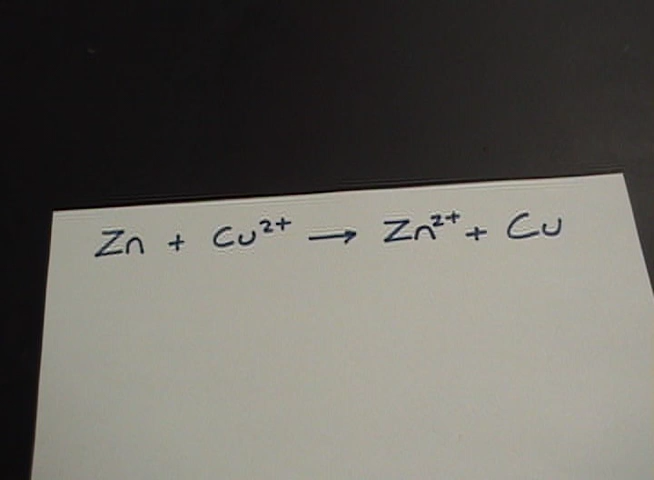 Zn + Cu²⁺ → Zn²⁺ + Cu